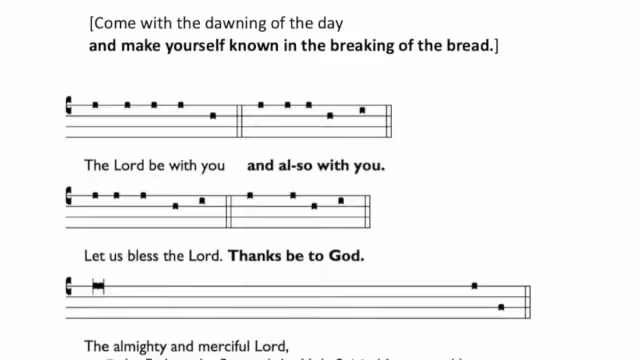 [Come with the dawning of the day
and make yourself known in the breaking of the bread.]
The Lord be with you and al-so with you.
Let us bless the Lord. Thanks be to God.
The almighty and merciful Lord,